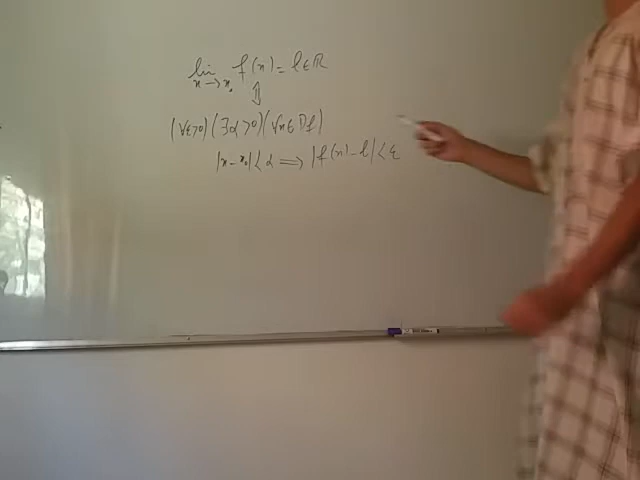 lim f(x) = l ∈ ℝ
x → x₀
⇕
(∀ε>0) (∃α>0) (∀x∈Df)
|x - x₀| < α ⟹ |f(x) - l| < ε